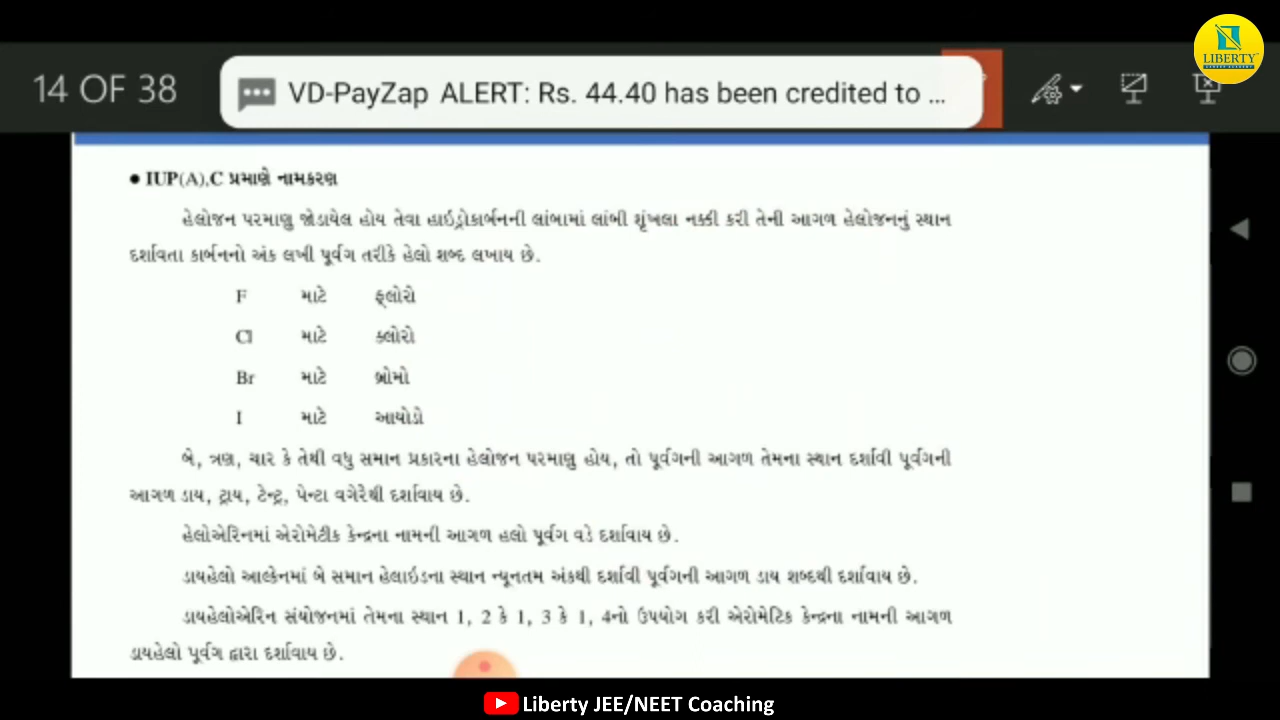 LIBERTY
14 OF 38
VD-PayZap ALERT: Rs. 44.40 has been credited to ...
● IUP(A),C પ્રમાણે નામકરણ
હેલોજન પરમાણુ જોડાયેલ હોય તેવા હાઇડ્રોકાર્બનની લાંબામાં લાંબી શૃંખલા નક્કી કરી તેની આગળ હેલોજનનું સ્થાન
દર્શાવતા કાર્બનનો અંક લખી પૂર્વગ તરીકે હેલો શબ્દ લખાય છે.
F માટે ફ્લોરો
Cl માટે ક્લોરો
Br માટે બ્રોમો
I માટે આયોડો
બે, ત્રણ, ચાર કે તેથી વધુ સમાન પ્રકારના હેલોજન પરમાણુ હોય, તો પૂર્વગની આગળ તેમના સ્થાન દર્શાવી પૂર્વગની
આગળ ડાય, ટ્રાય, ટેન્ટ્ર, પેન્ટા વગેરેથી દર્શાવાય છે.
હેલોએરિનમાં એરોમેટીક કેન્દ્રના નામની આગળ હલો પૂર્વગ વડે દર્શાવાય છે.
ડાયહેલો આલ્કેનમાં બે સમાન હેલાઇડના સ્થાન ન્યૂનતમ અંકથી દર્શાવી પૂર્વગની આગળ ડાય શબ્દથી દર્શાવાય છે.
ડાયહેલોએરિન સંયોજનમાં તેમના સ્થાન 1, 2 કે 1, 3 કે 1, 4નો ઉપયોગ કરી એરોમેટિક કેન્દ્રના નામની આગળ
ડાયહેલો પૂર્વગ દ્વારા દર્શાવાય છે.
Liberty JEE/NEET Coaching